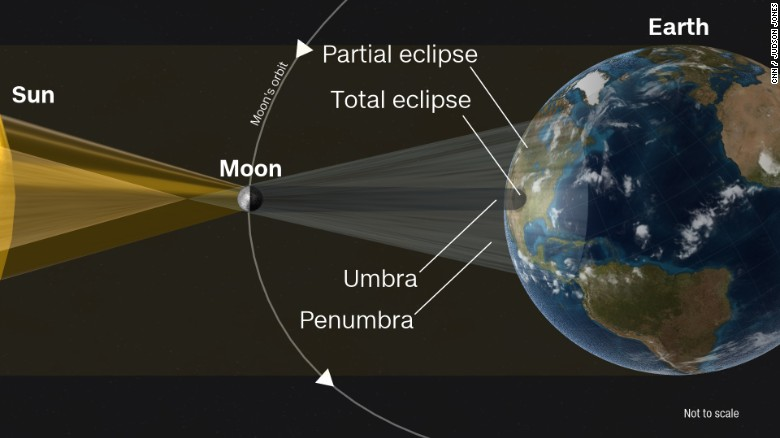 Earth
Partial eclipse
Sun
Total eclipse
Moon's orbit
Moon
Umbra
Penumbra
Not to scale
CNN / JUDSON JONES